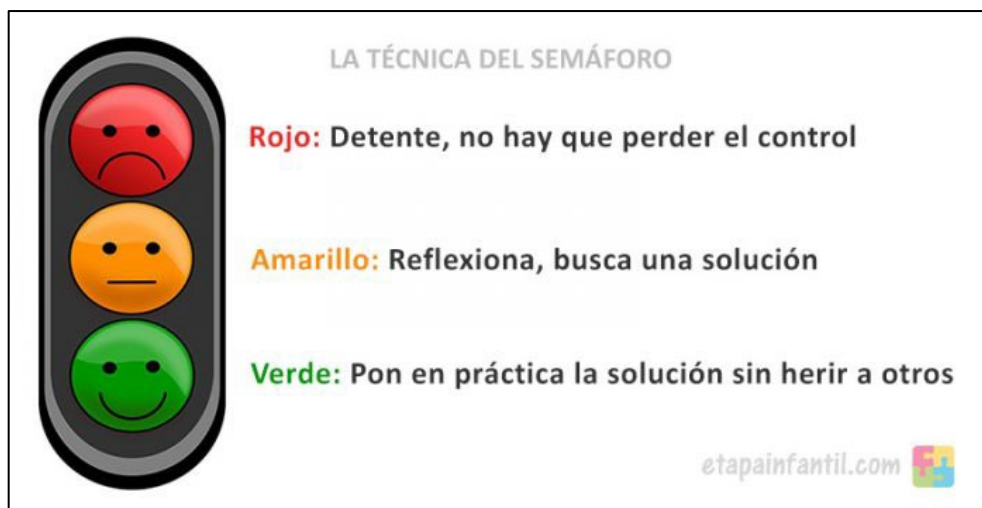 LA TÉCNICA DEL SEMÁFORO
Rojo: Detente, no hay que perder el control
Amarillo: Reflexiona, busca una solución
Verde: Pon en práctica la solución sin herir a otros
etapainfantil.com